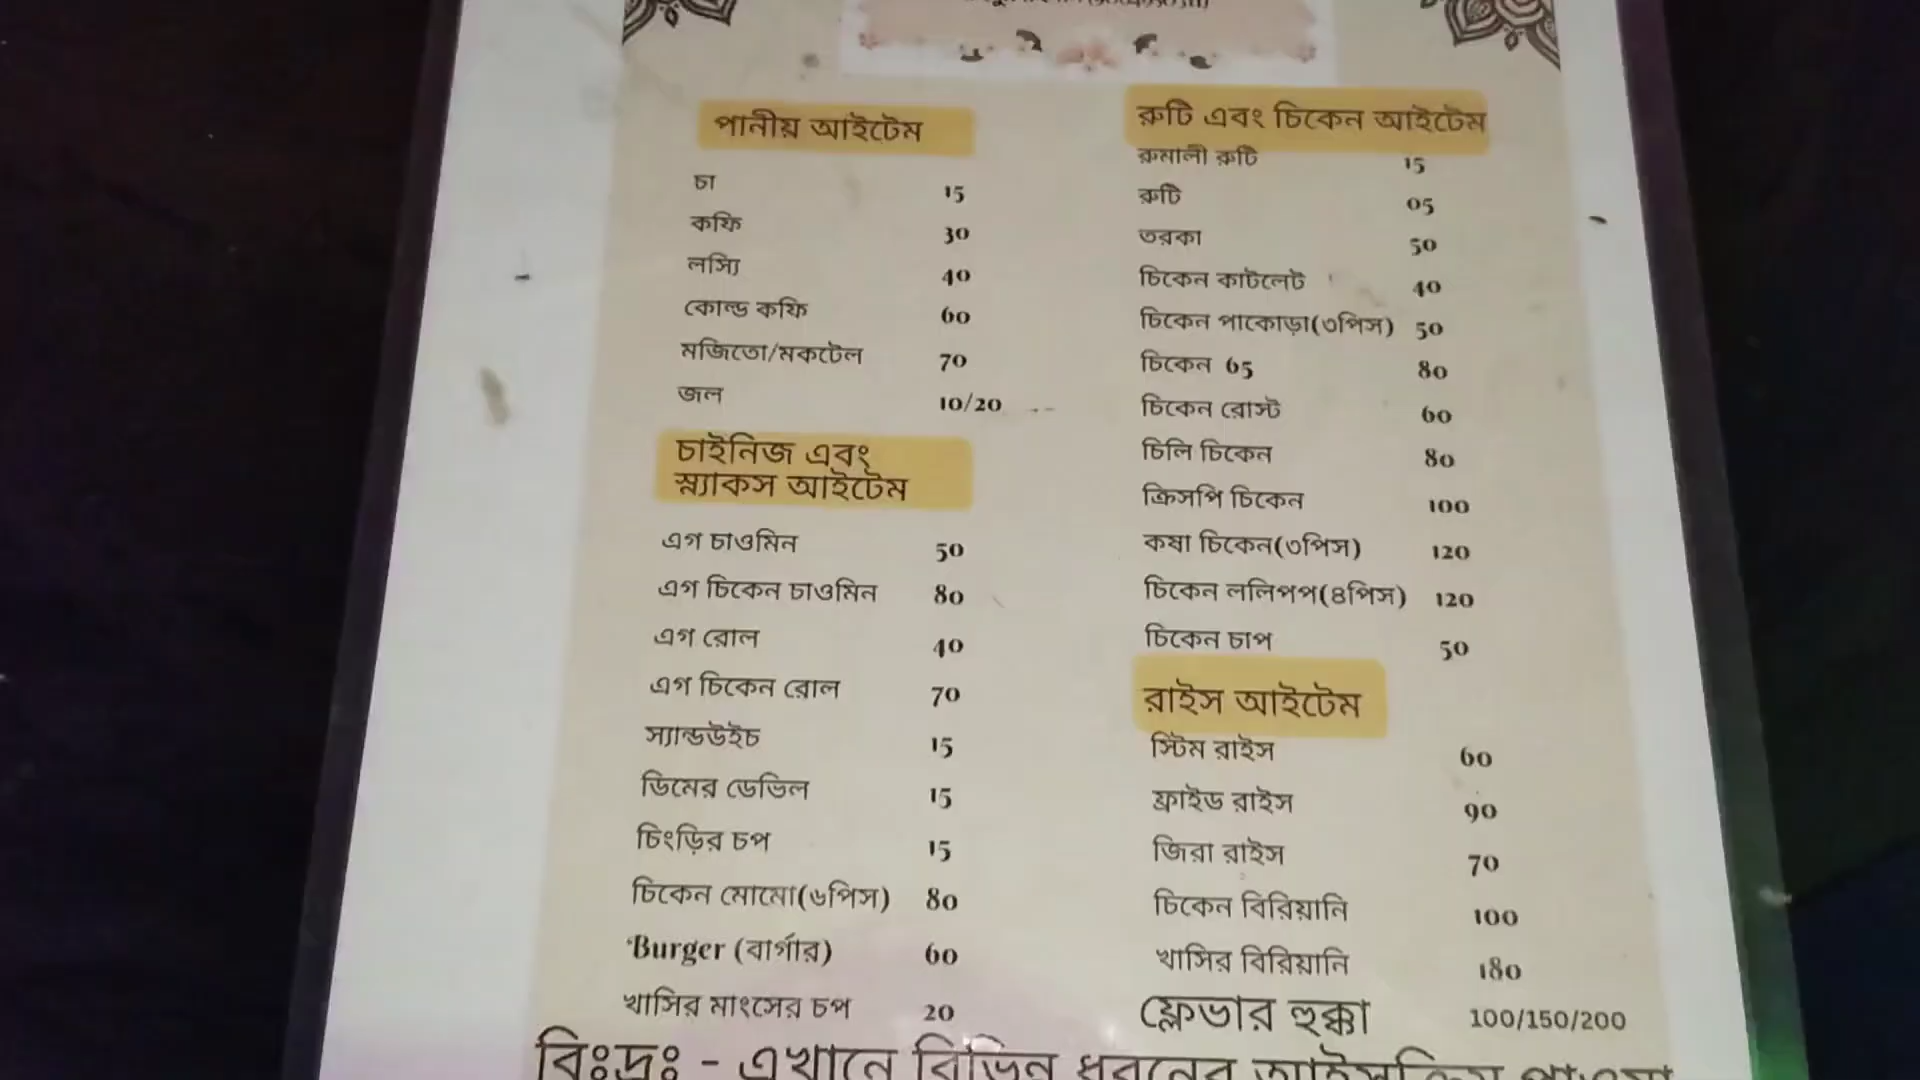 পানীয় আইটেম
চা 15
কফি 30
লস্যি 40
কোল্ড কফি 60
মজিতো/মকটেল 70
জল 10/20
চাইনিজ এবং
স্ন্যাকস আইটেম
এগ চাওমিন 50
এগ চিকেন চাওমিন 80
এগ রোল 40
এগ চিকেন রোল 70
স্যান্ডউইচ 15
ডিমের ডেভিল 15
চিংড়ির চপ 15
চিকেন মোমো(৬পিস) 80
Burger (বার্গার) 60
খাসির মাংসের চপ 20
রুটি এবং চিকেন আইটেম
রুমালী রুটি 15
রুটি 05
তরকা 50
চিকেন কাটলেট 40
চিকেন পাকোড়া(৩পিস) 50
চিকেন 65 80
চিকেন রোস্ট 60
চিলি চিকেন 80
ক্রিসপি চিকেন 100
কষা চিকেন(৩পিস) 120
চিকেন ললিপপ(৪পিস) 120
চিকেন চাপ 50
রাইস আইটেম
স্টিম রাইস 60
ফ্রাইড রাইস 90
জিরা রাইস 70
চিকেন বিরিয়ানি 100
খাসির বিরিয়ানি 180
ফ্লেভার হুক্কা 100/150/200
বিঃদ্রঃ - এখানে বিভিন্ন ধরনের আইসক্রিম পাওয়া